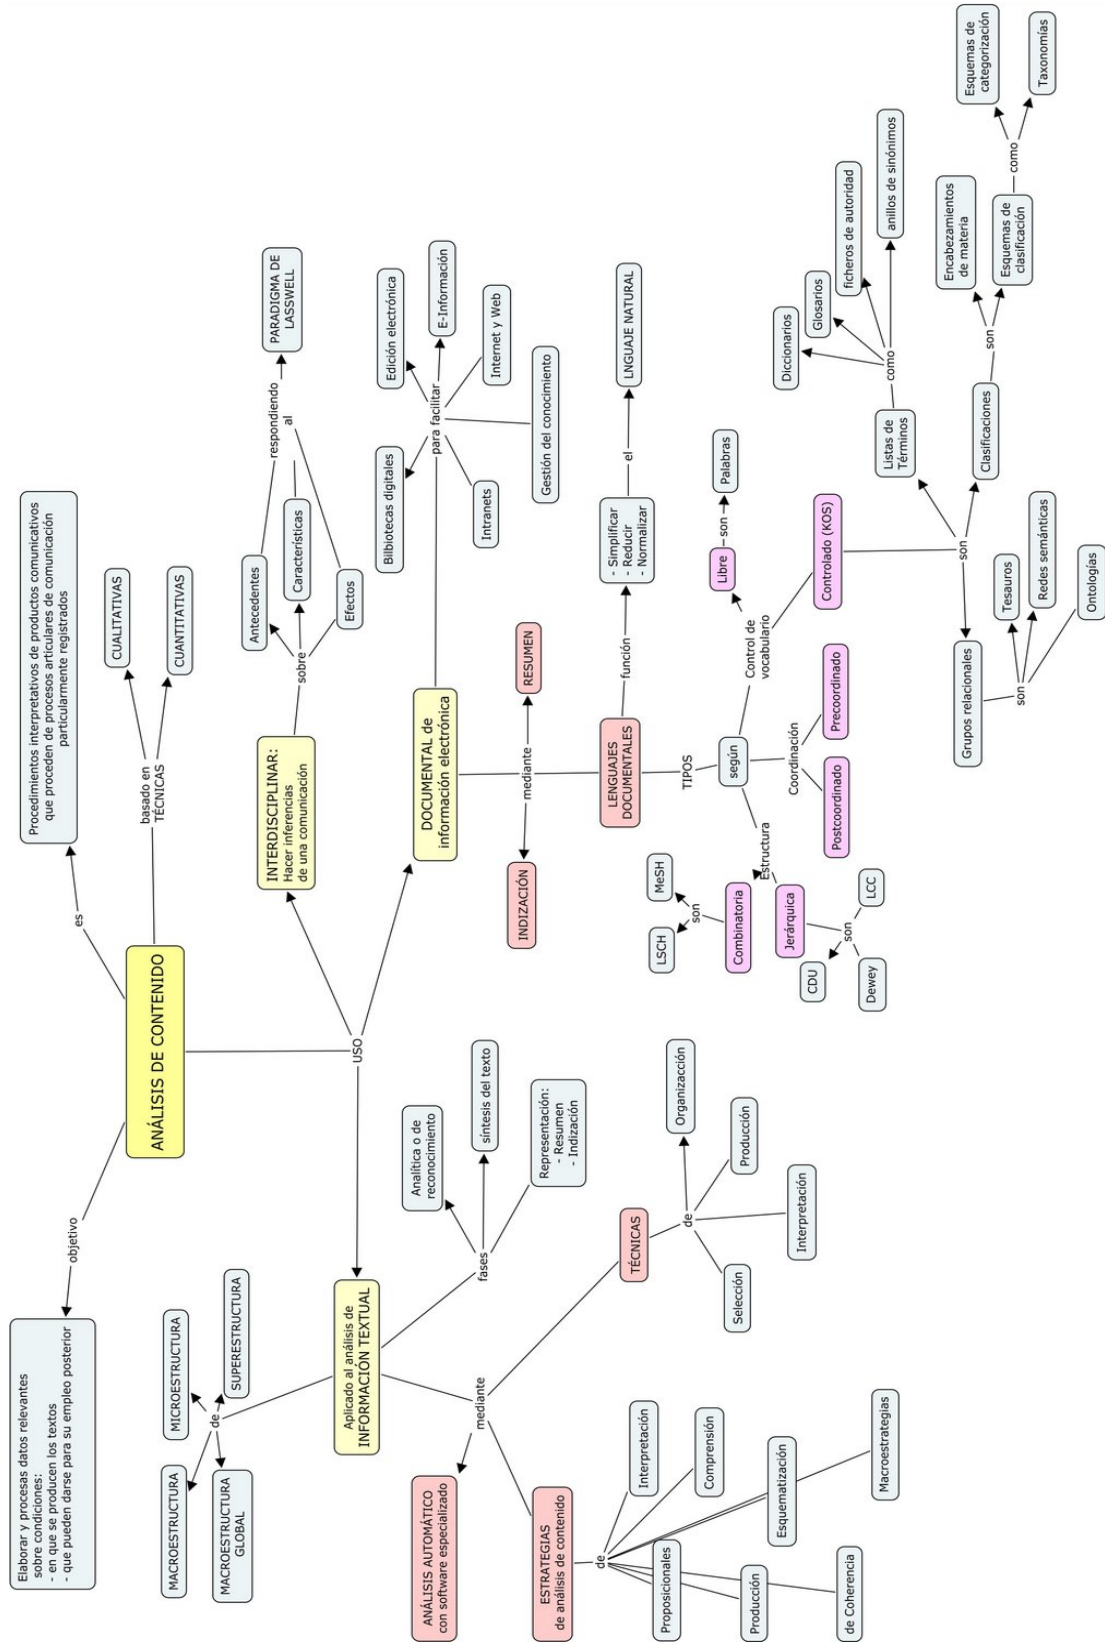 ANÁLISIS DE CONTENIDO
objetivo
Elaborar y procesas datos relevantes
sobre condiciones:
- en que se producen los textos
- que pueden darse para su empleo posterior
es
Procedimientos interpretativos de productos comunicativos
que proceden de procesos articulares de comunicación
particularmente registrados
basado en
TÉCNICAS
CUALITATIVAS
CUANTITATIVAS
USO
Aplicado al análisis de
INFORMACIÓN TEXTUAL
de
MACROESTRUCTURA
MICROESTRUCTURA
MACROESTRUCTURA
GLOBAL
SUPERESTRUCTURA
fases
Analítica o de
reconocimiento
síntesis del texto
Representación:
- Resumen
- Indización
mediante
ANÁLISIS AUTOMÁTICO
con software especializado
ESTRATEGIAS
de análisis de contenido
de
Proposicionales
Interpretación
Producción
Comprensión
de Coherencia
Esquematización
Macroestrategias
TÉCNICAS
de
Selección
Organizacción
Interpretación
Producción
INTERDISCIPLINAR:
Hacer inferencias
de una comunicación
sobre
Antecedentes
Características
Efectos
respondiendo
al
PARADIGMA DE
LASSWELL
DOCUMENTAL de
información electrónica
para facilitar
Bilbiotecas digitales
Edición electrónica
E-Información
Intranets
Internet y Web
Gestión del conocimiento
mediante
INDIZACIÓN
RESUMEN
LENGUAJES
DOCUMENTALES
función
- Simplificar
- Reducir
- Normalizar
el
LNGUAJE NATURAL
TIPOS
según
Estructura
Combinatoria
son
LSCH
MeSH
Jerárquica
son
CDU
Dewey
LCC
Coordinación
Postcoordinado
Precoordinado
Control de
vocabulario
Libre
son
Palabras
Controlado (KOS)
son
Grupos relacionales
son
Tesauros
Redes semánticas
Ontologías
Listas de
Términos
como
Diccionarios
Glosarios
ficheros de autoridad
anillos de sinónimos
Clasificaciones
son
Encabezamientos
de materia
Esquemas de
clasificación
como
Esquemas de
categorización
Taxonomías